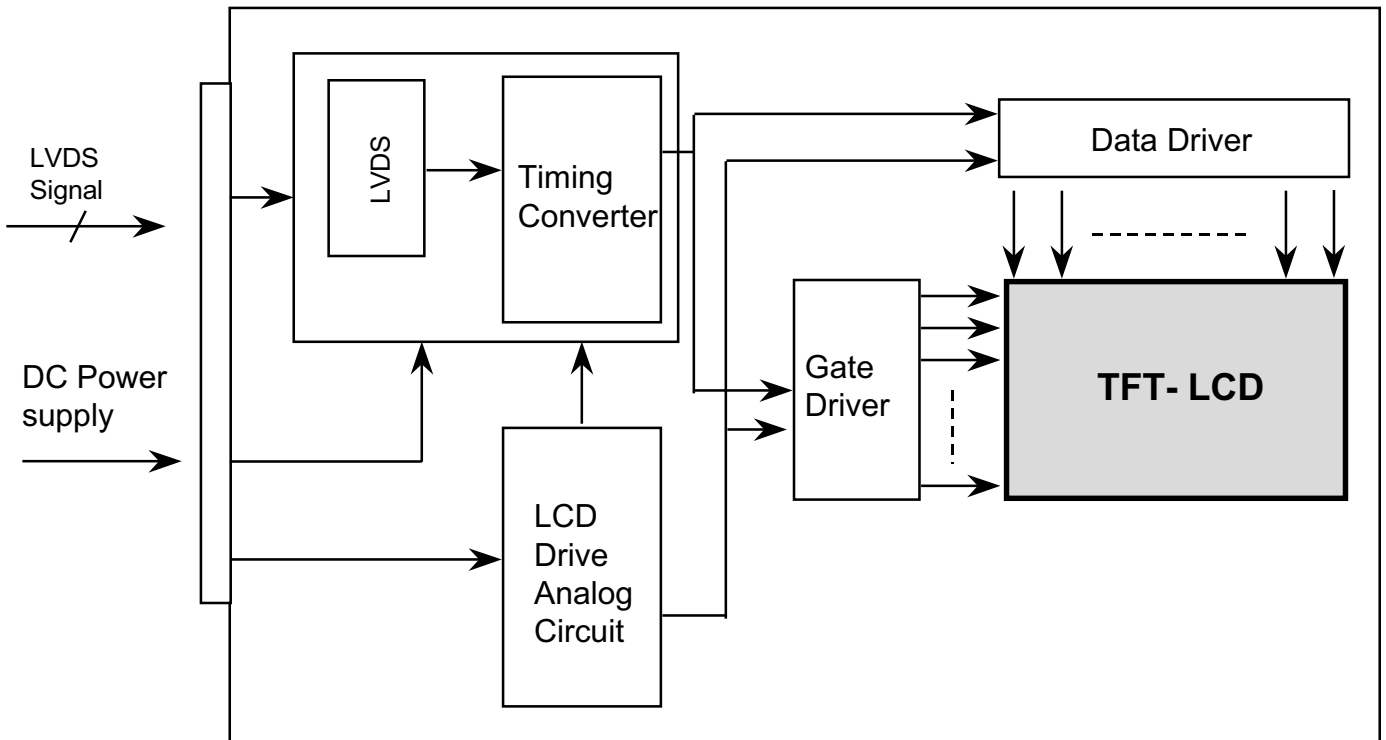 LVDS
Signal
DC Power
supply
LVDS
Timing
Converter
LCD
Drive
Analog
Circuit
Data Driver
Gate
Driver
TFT- LCD